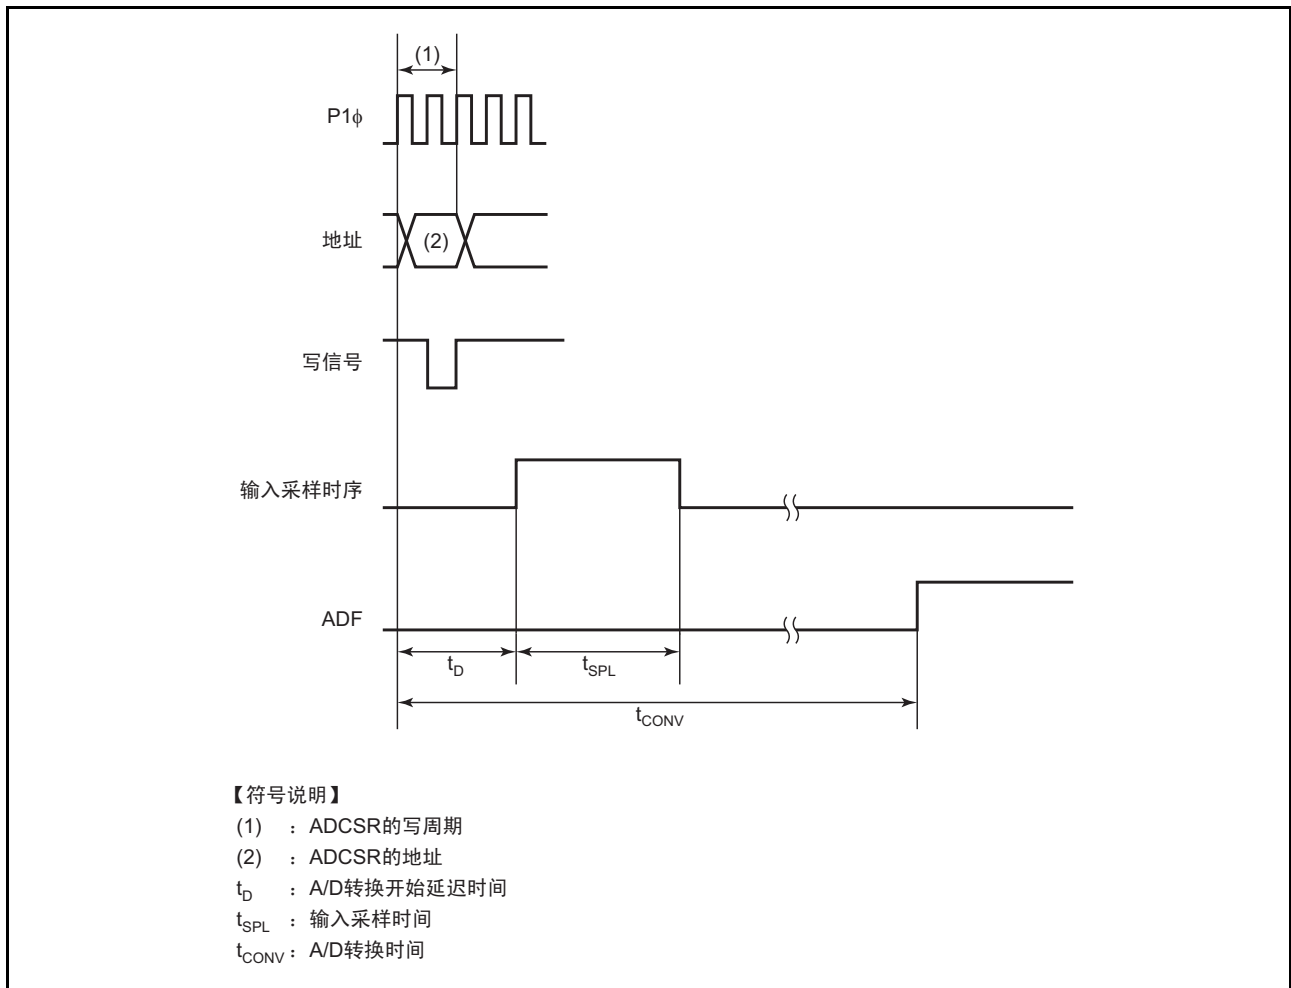 (1)
P1ϕ
地址
(2)
写信号
输入采样时序
ADF
tD
tSPL
tCONV
【符号说明】
(1) ：ADCSR的写周期
(2) ：ADCSR的地址
tD ：A/D转换开始延迟时间
tSPL ：输入采样时间
tCONV：A/D转换时间